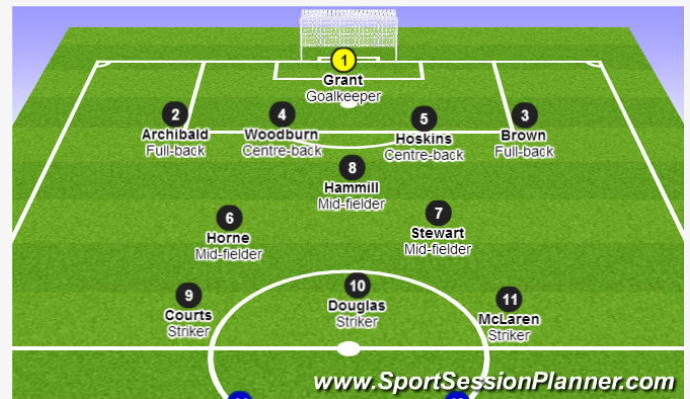 1
Grant
Goalkeeper
2
Archibald
Full-back
4
Woodburn
Centre-back
5
Hoskins
Centre-back
3
Brown
Full-back
8
Hammill
Mid-fielder
6
Horne
Mid-fielder
7
Stewart
Mid-fielder
9
Courts
Striker
10
Douglas
Striker
11
McLaren
Striker
www.SportSessionPlanner.com